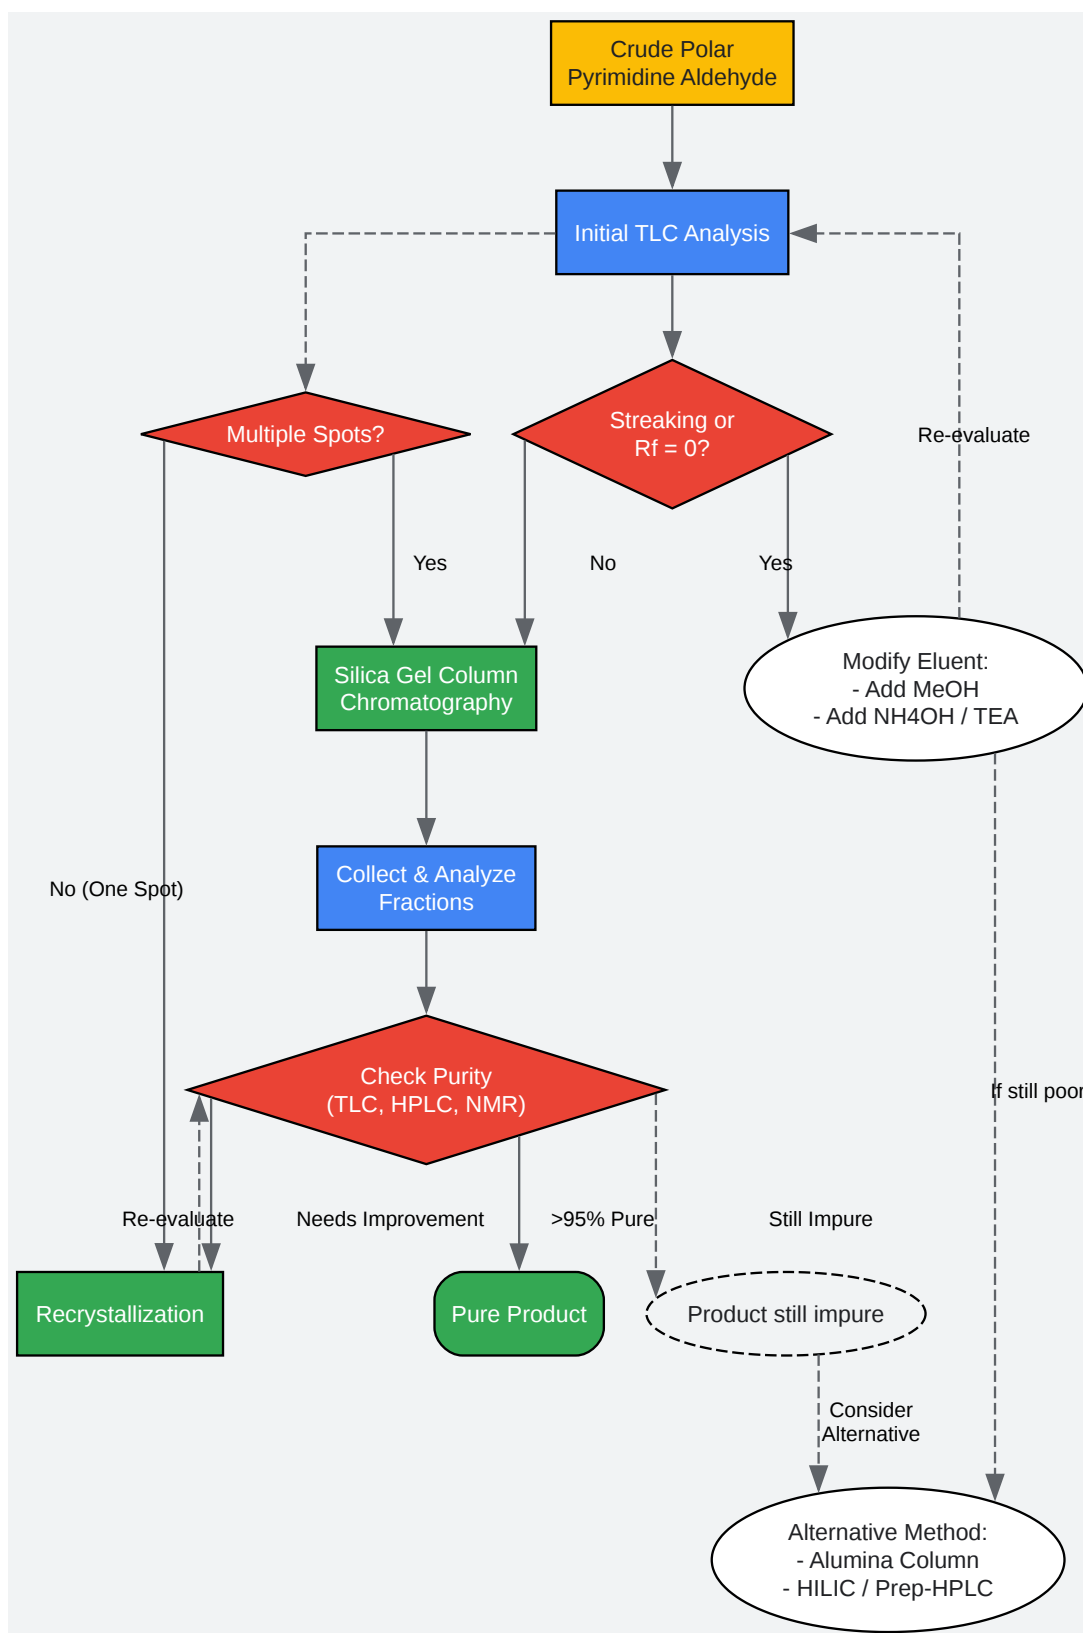 Crude Polar
Pyrimidine Aldehyde
Initial TLC Analysis
Multiple Spots?
Streaking or
Rf = 0?
Re-evaluate
Yes
No
Yes
Silica Gel Column
Chromatography
Modify Eluent:
- Add MeOH
- Add NH4OH / TEA
Collect & Analyze
Fractions
No (One Spot)
Check Purity
(TLC, HPLC, NMR)
If still poor
Re-evaluate
Needs Improvement
>95% Pure
Still Impure
Recrystallization
Pure Product
Product still impure
Consider
Alternative
Alternative Method:
- Alumina Column
- HILIC / Prep-HPLC